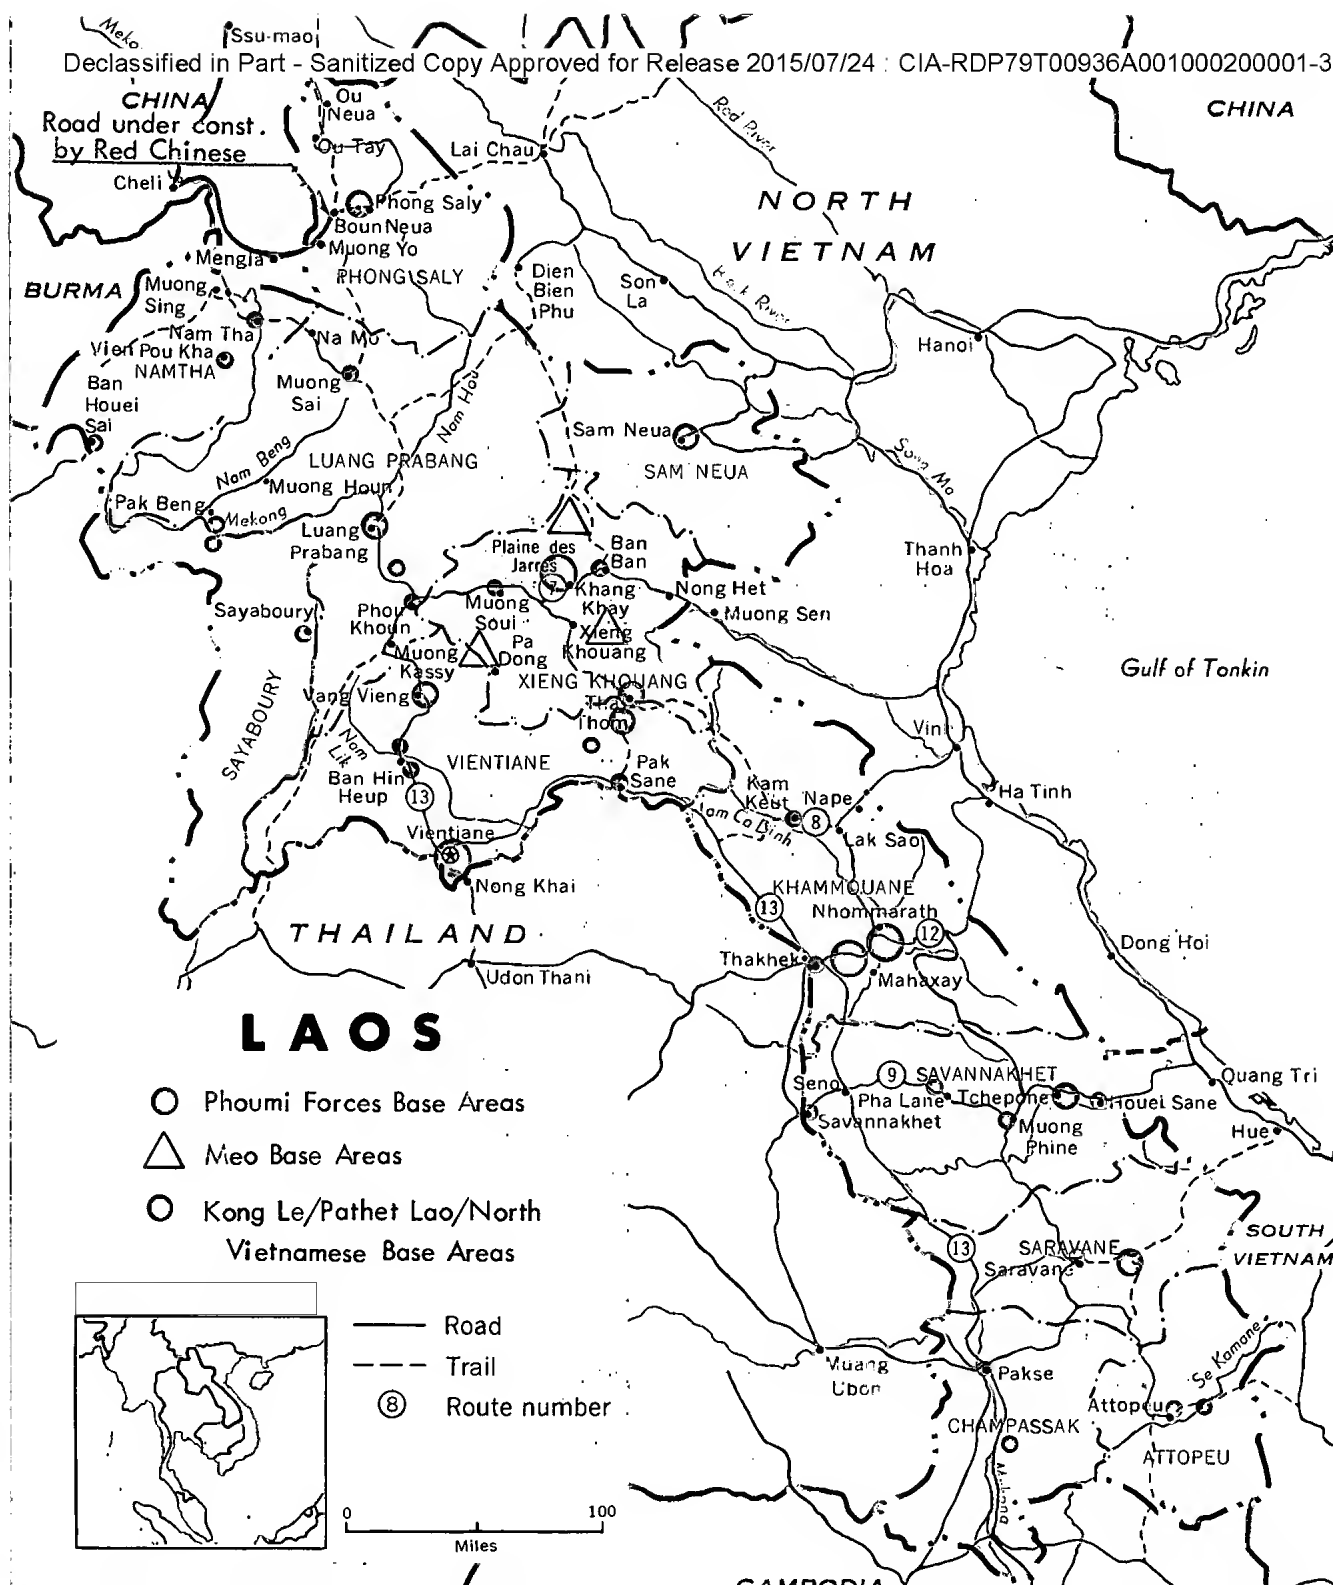 Ssu-mao
Declassified in Part - Sanitized Copy Approved for Release 2015/07/24 : CIA-RDP79T00936A001000200001-3
CHINA
Ou
Neua
Road under const.
by Red Chinese
Ou Tay
Cheli
Lai Chau
Red River
CHINA
NORTH
VIETNAM
Phong Saly
Boun Neua
Muong Yo
Mengla
PHONG SALY
BURMA
Muong
Sing
Dien
Bien
Phu
Son
La
Nam Tha
Na Mo
Vien Pou Kha
NAMTHA
Hanoi
Ban
Houei
Sai
Muong
Sai
Nam Hou
Sam Neua
SAM NEUA
Song Ma
Nam Beng
LUANG PRABANG
Muong Houn
Pak Beng
Mekong
Luang
Prabang
Plaine des
Jarres
Ban
Ban
Thanh
Hoa
7
Khang
Khay
Nong Het
Muong Sen
Sayaboury
Phou
Khoun
Muong
Soui
Xieng
Khouang
Pa
Dong
Muong
Kassy
XIENG KHOUANG
Gulf of Tonkin
Vang Vieng
Tha
Thom
SAYABOURY
Nam
Lik
VIENTIANE
Vinh
Pak
Sane
Ban Hin
Heup
13
Kam
Keut
Nape
8
Ha Tinh
Lak Sao
Vientiane
Nong Khai
KHAMMOUANE
Nhommarath
13
12
THAILAND
Thakhek
Mahaxay
Dong Hoi
Udon Thani
LAOS
Seno
9
SAVANNAKHET
Quang Tri
Pha Lane
Tchepone
Houei Sane
Savannakhet
Muong
Phine
Hue
Phoumi Forces Base Areas
Meo Base Areas
Kong Le/Pathet Lao/North
Vietnamese Base Areas
13
SARAVANE
Saravane
SOUTH
VIETNAM
Road
Trail
8
Route number
Muang
Ubon
Pakse
Se Kamane
Attopeu
CHAMPASSAK
ATTOPEU
Mekong
0
100
Miles
CAMBODIA